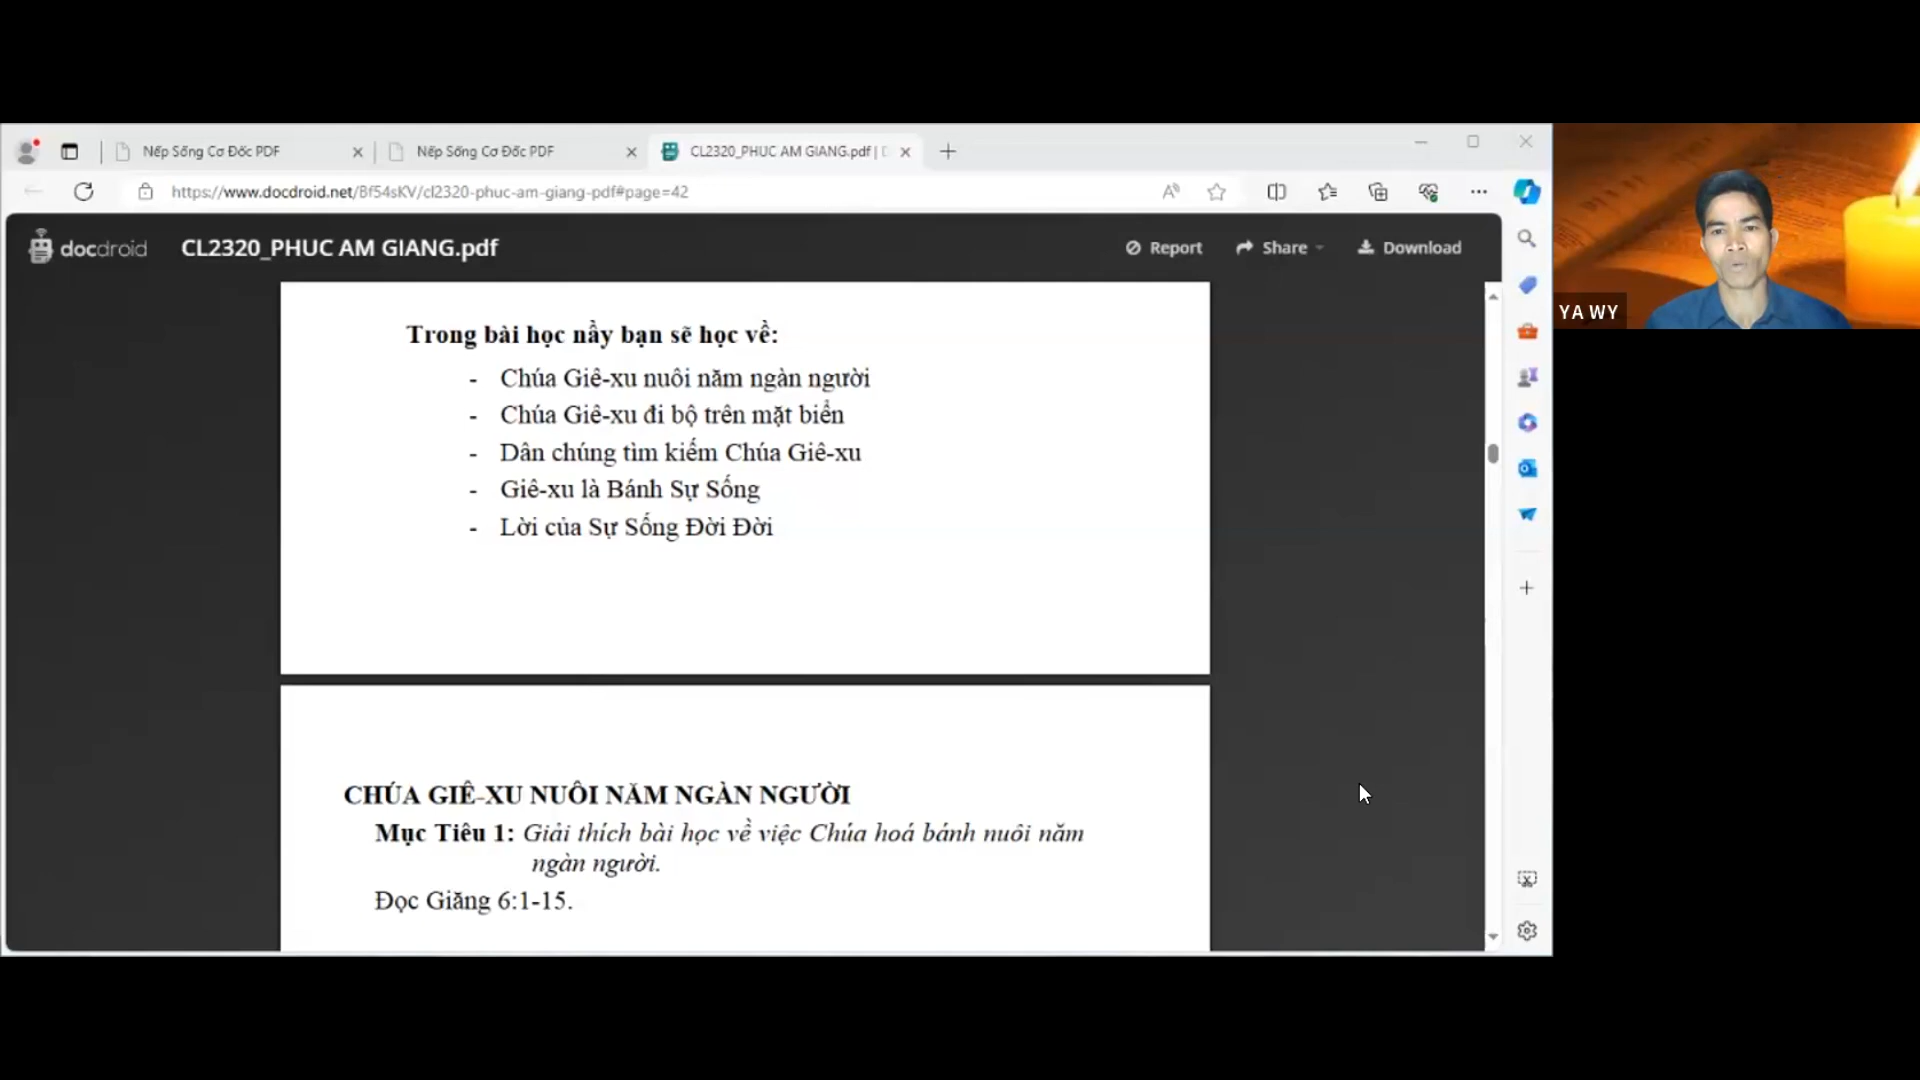 Nếp Sống Cơ Đốc PDF
Nếp Sống Cơ Đốc PDF
CL2320_PHUC AM GIANG.pdf |
https://www.docdroid.net/Bf54sKV/cl2320-phuc-am-giang-pdf#page=42
docdroid
CL2320_PHUC AM GIANG.pdf
Report
Share
Download
YA WY
Trong bài học nầy bạn sẽ học về:
- Chúa Giê-xu nuôi năm ngàn người
- Chúa Giê-xu đi bộ trên mặt biển
- Dân chúng tìm kiếm Chúa Giê-xu
- Giê-xu là Bánh Sự Sống
- Lời của Sự Sống Đời Đời
CHÚA GIÊ-XU NUÔI NĂM NGÀN NGƯỜI
Mục Tiêu 1: Giải thích bài học về việc Chúa hoá bánh nuôi năm
ngàn người.
Đọc Giăng 6:1-15.